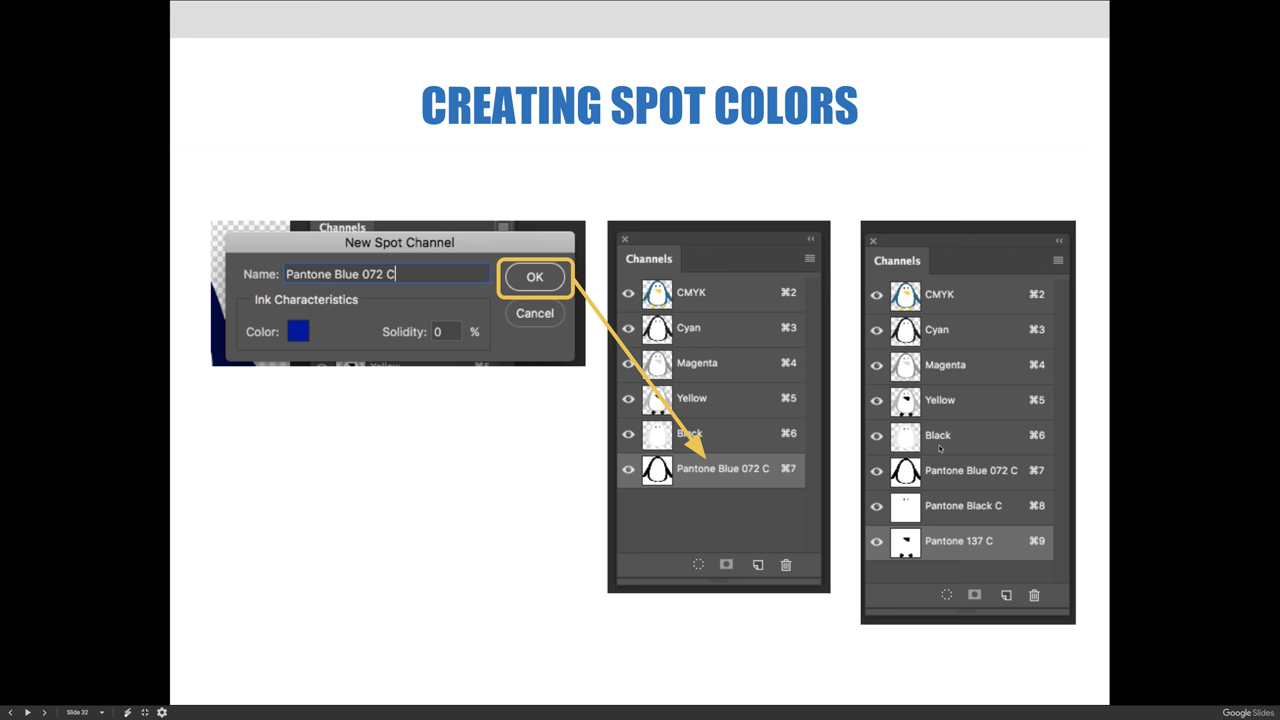 CREATING SPOT COLORS
Channels
New Spot Channel
Name: Pantone Blue 072 C
OK
Ink Characteristics
Cancel
Color:
Solidity: 0 %
Channels
CMYK ⌘2
Cyan ⌘3
Magenta ⌘4
Yellow ⌘5
Black ⌘6
Pantone Blue 072 C ⌘7
Channels
CMYK ⌘2
Cyan ⌘3
Magenta ⌘4
Yellow ⌘5
Black ⌘6
Pantone Blue 072 C ⌘7
Pantone Black C ⌘8
Pantone 137 C ⌘9
Slide 32
Google Slides